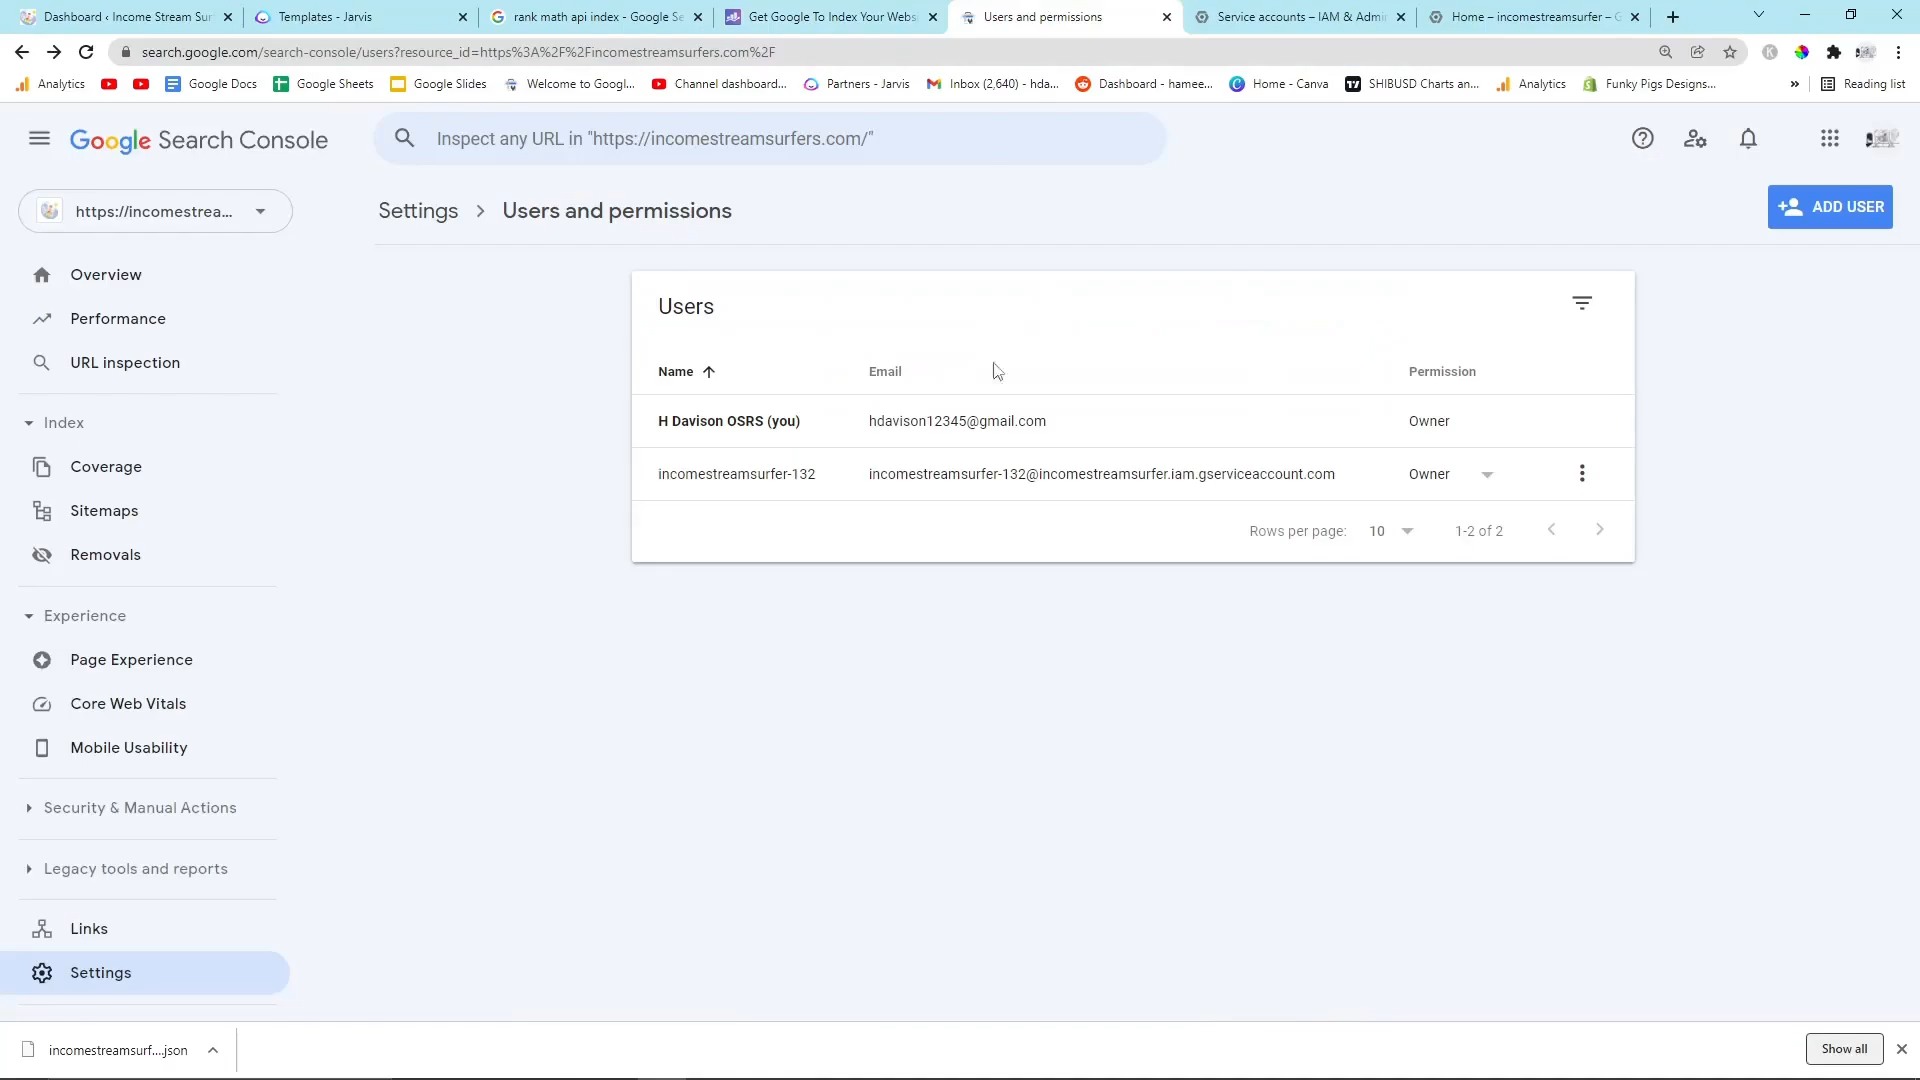 Dashboard ‹ Income Stream Sur
Templates - Jarvis
rank math api index - Google Se
Get Google To Index Your Webs
Users and permissions
Service accounts – IAM & Admin
Home – incomestreamsurfer – G
search.google.com/search-console/users?resource_id=https%3A%2F%2Fincomestreamsurfers.com%2F
Analytics
Google Docs
Google Sheets
Google Slides
Welcome to Googl...
Channel dashboard...
Partners - Jarvis
Inbox (2,640) - hda...
Dashboard - hamee...
Home - Canva
SHIBUSD Charts an...
Analytics
Funky Pigs Designs...
»
Reading list
Google Search Console
Inspect any URL in "https://incomestreamsurfers.com/"
https://incomestrea...
Settings > Users and permissions
ADD USER
Overview
Performance
URL inspection
Index
Coverage
Sitemaps
Removals
Experience
Page Experience
Core Web Vitals
Mobile Usability
Security & Manual Actions
Legacy tools and reports
Links
Settings
Users
Name Email Permission
H Davison OSRS (you) hdavison12345@gmail.com Owner
incomestreamsurfer-132 incomestreamsurfer-132@incomestreamsurfer.iam.gserviceaccount.com Owner
Rows per page: 10 1-2 of 2
incomestreamsurf....json
Show all